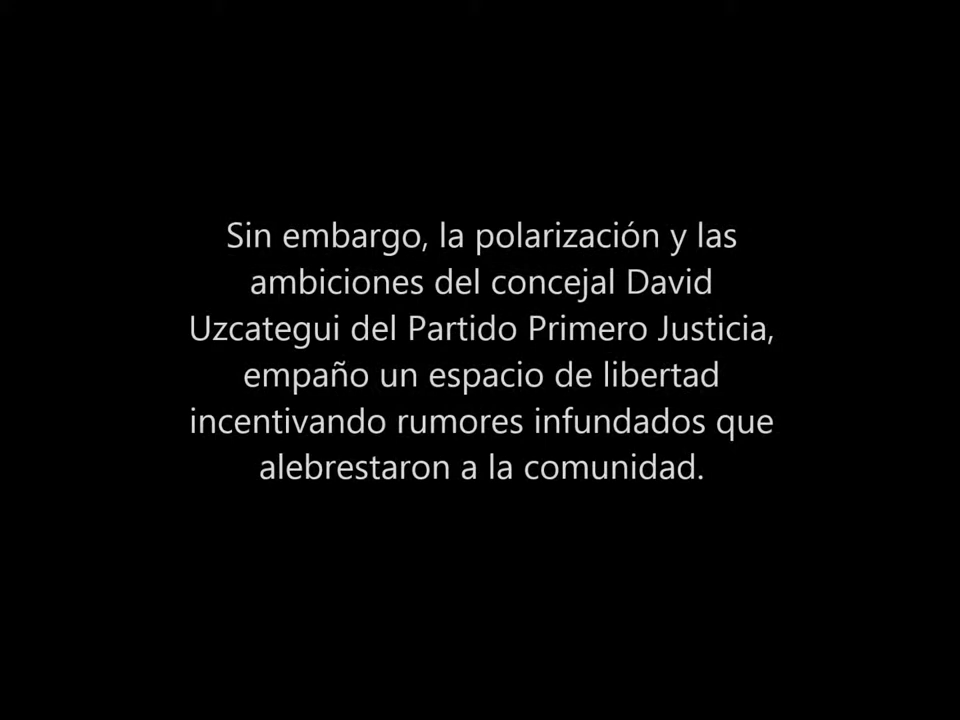 Sin embargo, la polarización y las
ambiciones del concejal David
Uzcategui del Partido Primero Justicia,
empaño un espacio de libertad
incentivando rumores infundados que
alebrestaron a la comunidad.